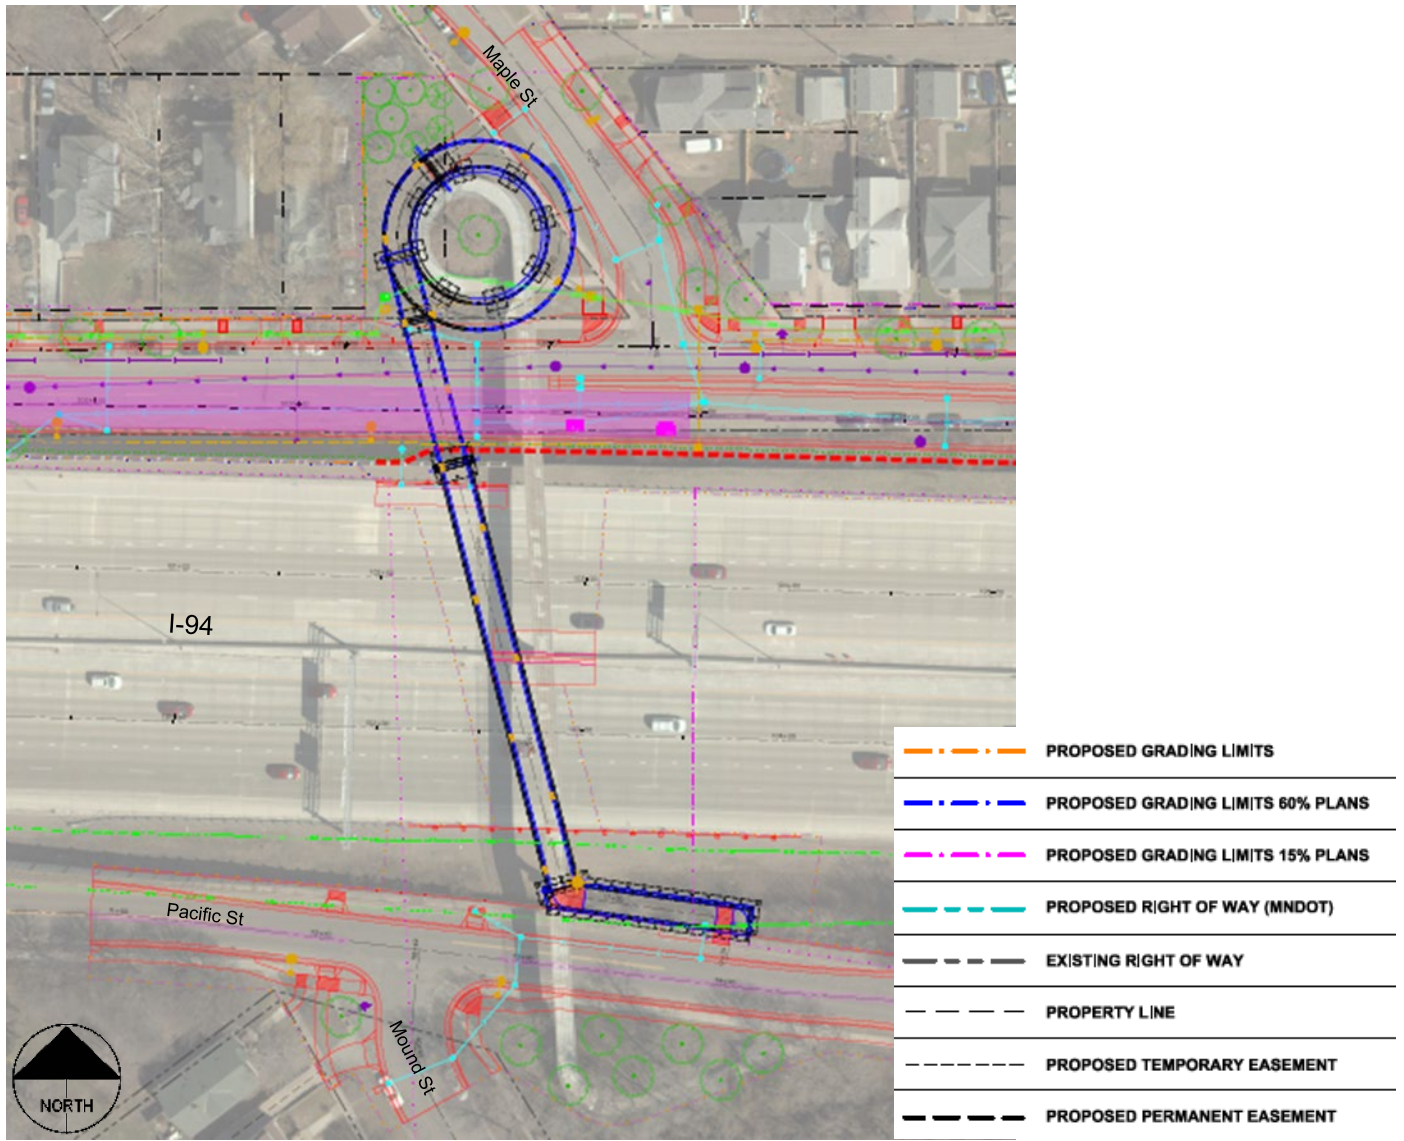 Maple St
I-94
Pacific St
Mound St
NORTH
PROPOSED GRADING LIMITS
PROPOSED GRADING LIMITS 60% PLANS
PROPOSED GRADING LIMITS 15% PLANS
PROPOSED RIGHT OF WAY (MNDOT)
EXISTING RIGHT OF WAY
PROPERTY LINE
PROPOSED TEMPORARY EASEMENT
PROPOSED PERMANENT EASEMENT